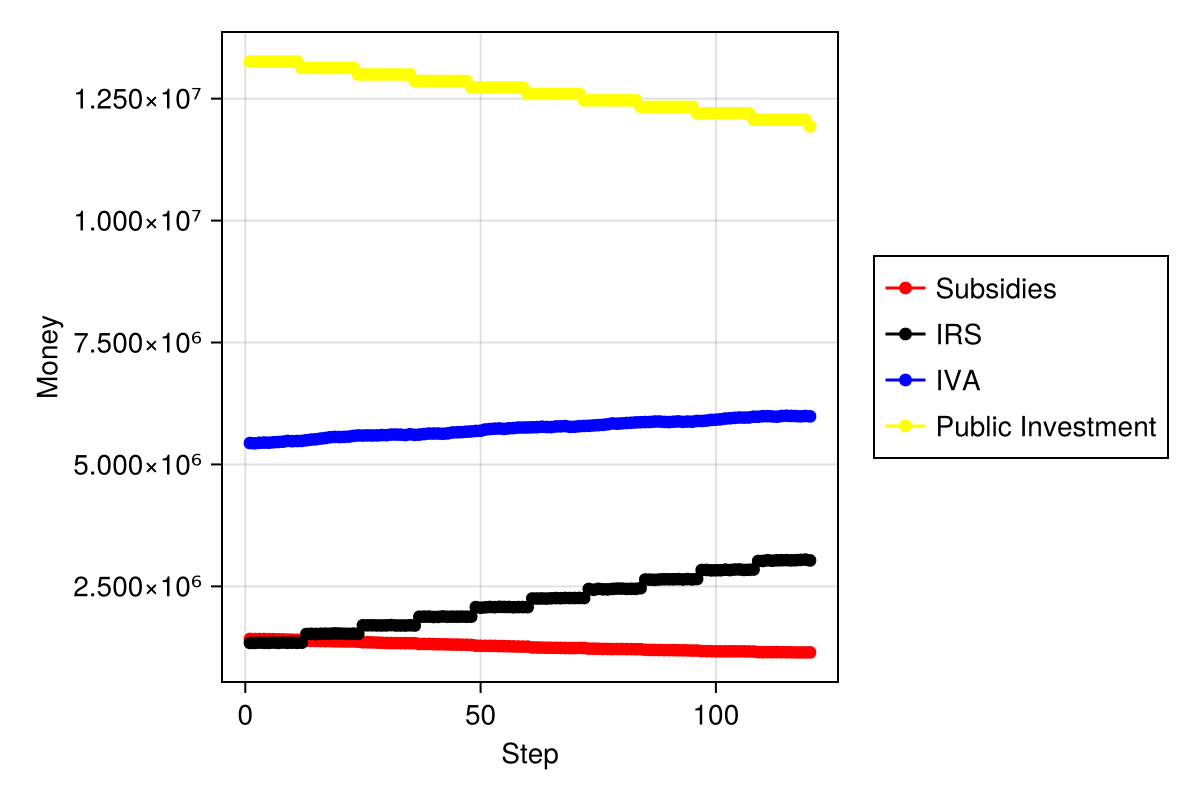 1.250×10⁷
1.000×10⁷
7.500×10⁶
5.000×10⁶
2.500×10⁶
Money
0 50 100
Step
Subsidies
IRS
IVA
Public Investment